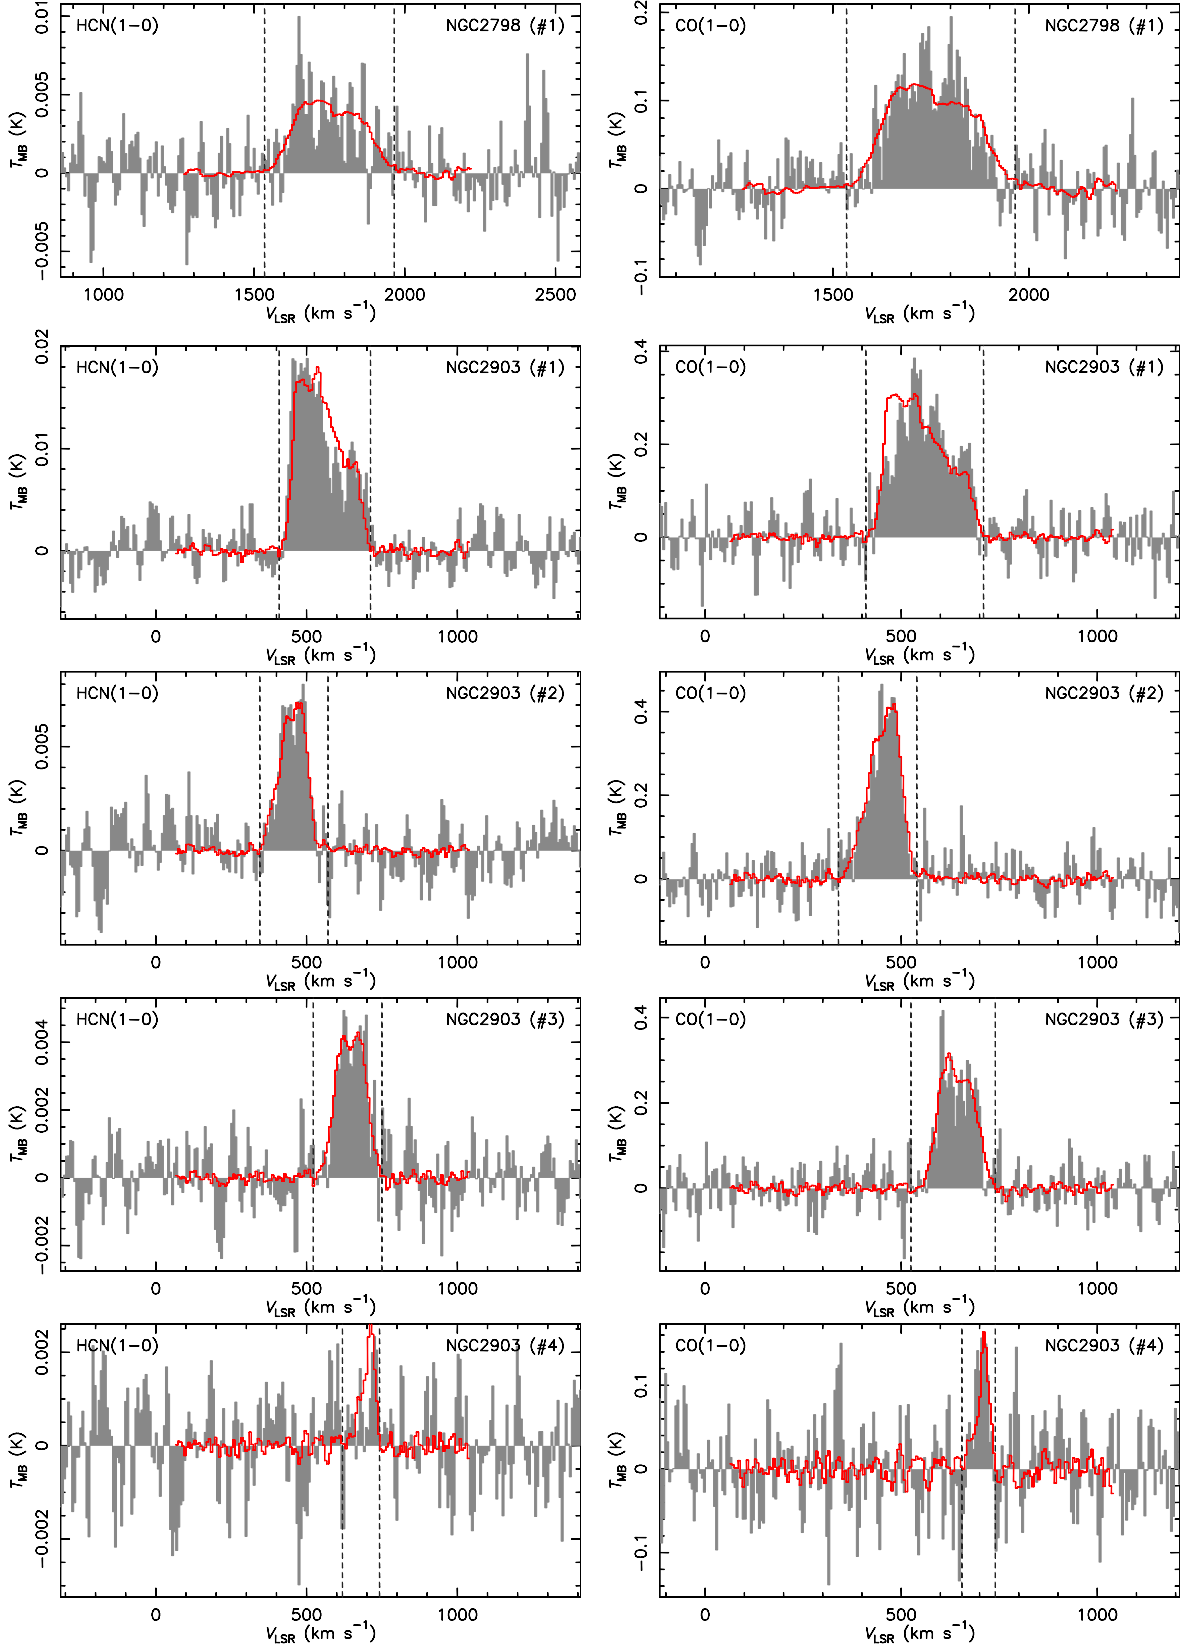 HCN(1−0) NGC2798 (#1)
T_MB (K)
−0.005 0 0.005 0.01
1000 1500 2000 2500
V_LSR (km s⁻¹)
CO(1−0) NGC2798 (#1)
T_MB (K)
−0.1 0 0.1 0.2
1500 2000
V_LSR (km s⁻¹)
HCN(1−0) NGC2903 (#1)
T_MB (K)
0 0.01 0.02
0 500 1000
V_LSR (km s⁻¹)
CO(1−0) NGC2903 (#1)
T_MB (K)
0 0.2 0.4
0 500 1000
V_LSR (km s⁻¹)
HCN(1−0) NGC2903 (#2)
T_MB (K)
0 0.005
0 500 1000
V_LSR (km s⁻¹)
CO(1−0) NGC2903 (#2)
T_MB (K)
0 0.2 0.4
0 500 1000
V_LSR (km s⁻¹)
HCN(1−0) NGC2903 (#3)
T_MB (K)
−0.002 0 0.002 0.004
0 500 1000
V_LSR (km s⁻¹)
CO(1−0) NGC2903 (#3)
T_MB (K)
0 0.2 0.4
0 500 1000
V_LSR (km s⁻¹)
HCN(1−0) NGC2903 (#4)
T_MB (K)
−0.002 0 0.002
0 500 1000
V_LSR (km s⁻¹)
CO(1−0) NGC2903 (#4)
T_MB (K)
−0.1 0 0.1
0 500 1000
V_LSR (km s⁻¹)